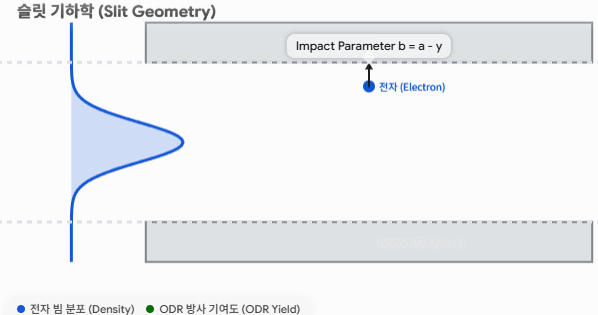 슬릿 기하학 (Slit Geometry)
Impact Parameter b = a - y
전자 (Electron)
전자 빔 분포 (Density)
ODR 방사 기여도 (ODR Yield)